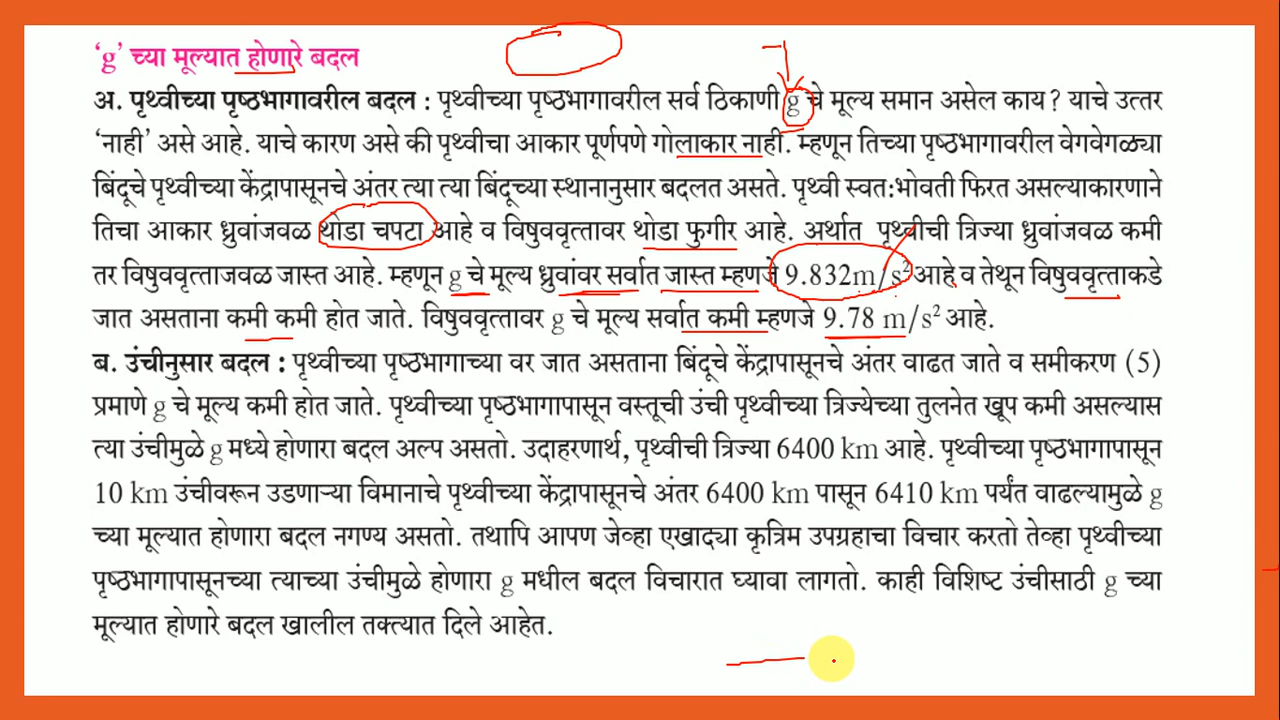 ‘g’ च्या मूल्यात होणारे बदल
अ. पृथ्वीच्या पृष्ठभागावरील बदल : पृथ्वीच्या पृष्ठभागावरील सर्व ठिकाणी g चे मूल्य समान असेल काय? याचे उत्तर
‘नाही’ असे आहे. याचे कारण असे की पृथ्वीचा आकार पूर्णपणे गोलाकार नाही. म्हणून तिच्या पृष्ठभागावरील वेगवेगळ्या
बिंदूचे पृथ्वीच्या केंद्रापासूनचे अंतर त्या त्या बिंदूच्या स्थानानुसार बदलत असते. पृथ्वी स्वत:भोवती फिरत असल्याकारणाने
तिचा आकार ध्रुवांजवळ थोडा चपटा आहे व विषुववृत्तावर थोडा फुगीर आहे. अर्थात पृथ्वीची त्रिज्या ध्रुवांजवळ कमी
तर विषुववृत्ताजवळ जास्त आहे. म्हणून g चे मूल्य ध्रुवांवर सर्वात जास्त म्हणजे 9.832m/s² आहे व तेथून विषुववृत्ताकडे
जात असताना कमी कमी होत जाते. विषुववृत्तावर g चे मूल्य सर्वात कमी म्हणजे 9.78 m/s² आहे.
ब. उंचीनुसार बदल : पृथ्वीच्या पृष्ठभागाच्या वर जात असताना बिंदूचे केंद्रापासूनचे अंतर वाढत जाते व समीकरण (5)
प्रमाणे g चे मूल्य कमी होत जाते. पृथ्वीच्या पृष्ठभागापासून वस्तूची उंची पृथ्वीच्या त्रिज्येच्या तुलनेत खूप कमी असल्यास
त्या उंचीमुळे g मध्ये होणारा बदल अल्प असतो. उदाहरणार्थ, पृथ्वीची त्रिज्या 6400 km आहे. पृथ्वीच्या पृष्ठभागापासून
10 km उंचीवरून उडणाऱ्या विमानाचे पृथ्वीच्या केंद्रापासूनचे अंतर 6400 km पासून 6410 km पर्यंत वाढल्यामुळे g
च्या मूल्यात होणारा बदल नगण्य असतो. तथापि आपण जेव्हा एखाद्या कृत्रिम उपग्रहाचा विचार करतो तेव्हा पृथ्वीच्या
पृष्ठभागापासूनच्या त्याच्या उंचीमुळे होणारा g मधील बदल विचारात घ्यावा लागतो. काही विशिष्ट उंचीसाठी g च्या
मूल्यात होणारे बदल खालील तक्त्यात दिले आहेत.